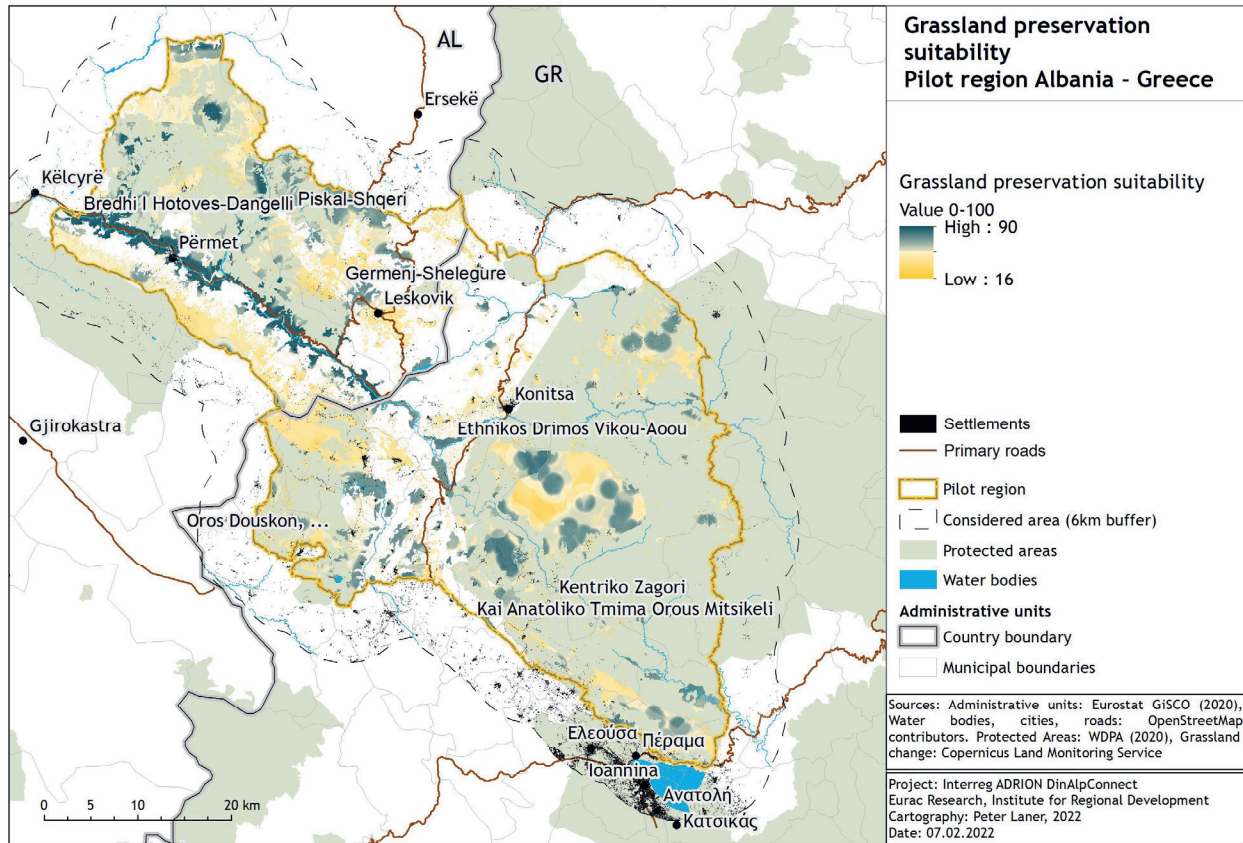 Grassland preservation
suitability
Pilot region Albania - Greece
Grassland preservation suitability
Value 0-100
High : 90
Low : 16
Settlements
Primary roads
Pilot region
Considered area (6km buffer)
Protected areas
Water bodies
Administrative units
Country boundary
Municipal boundaries
Sources: Administrative units: Eurostat GiSCO (2020),
Water bodies, cities, roads: OpenStreetMap
contributors. Protected Areas: WDPA (2020), Grassland
change: Copernicus Land Monitoring Service
Project: Interreg ADRION DinAlpConnect
Eurac Research, Institute for Regional Development
Cartography: Peter Laner, 2022
Date: 07.02.2022
AL
GR
Ersekë
Këlcyrë
Bredhi I Hotoves-Dangelli
Piskal-Shqeri
Përmet
Germenj-Shelegure
Leskovik
Konitsa
Gjirokastra
Ethnikos Drimos Vikou-Aoou
Oros Douskon, ...
Kentriko Zagori
Kai Anatoliko Tmima Orous Mitsikeli
Ελεούσα
Πέραμα
Ioannina
Ανατολή
Κατσικάς
0 5 10 20 km